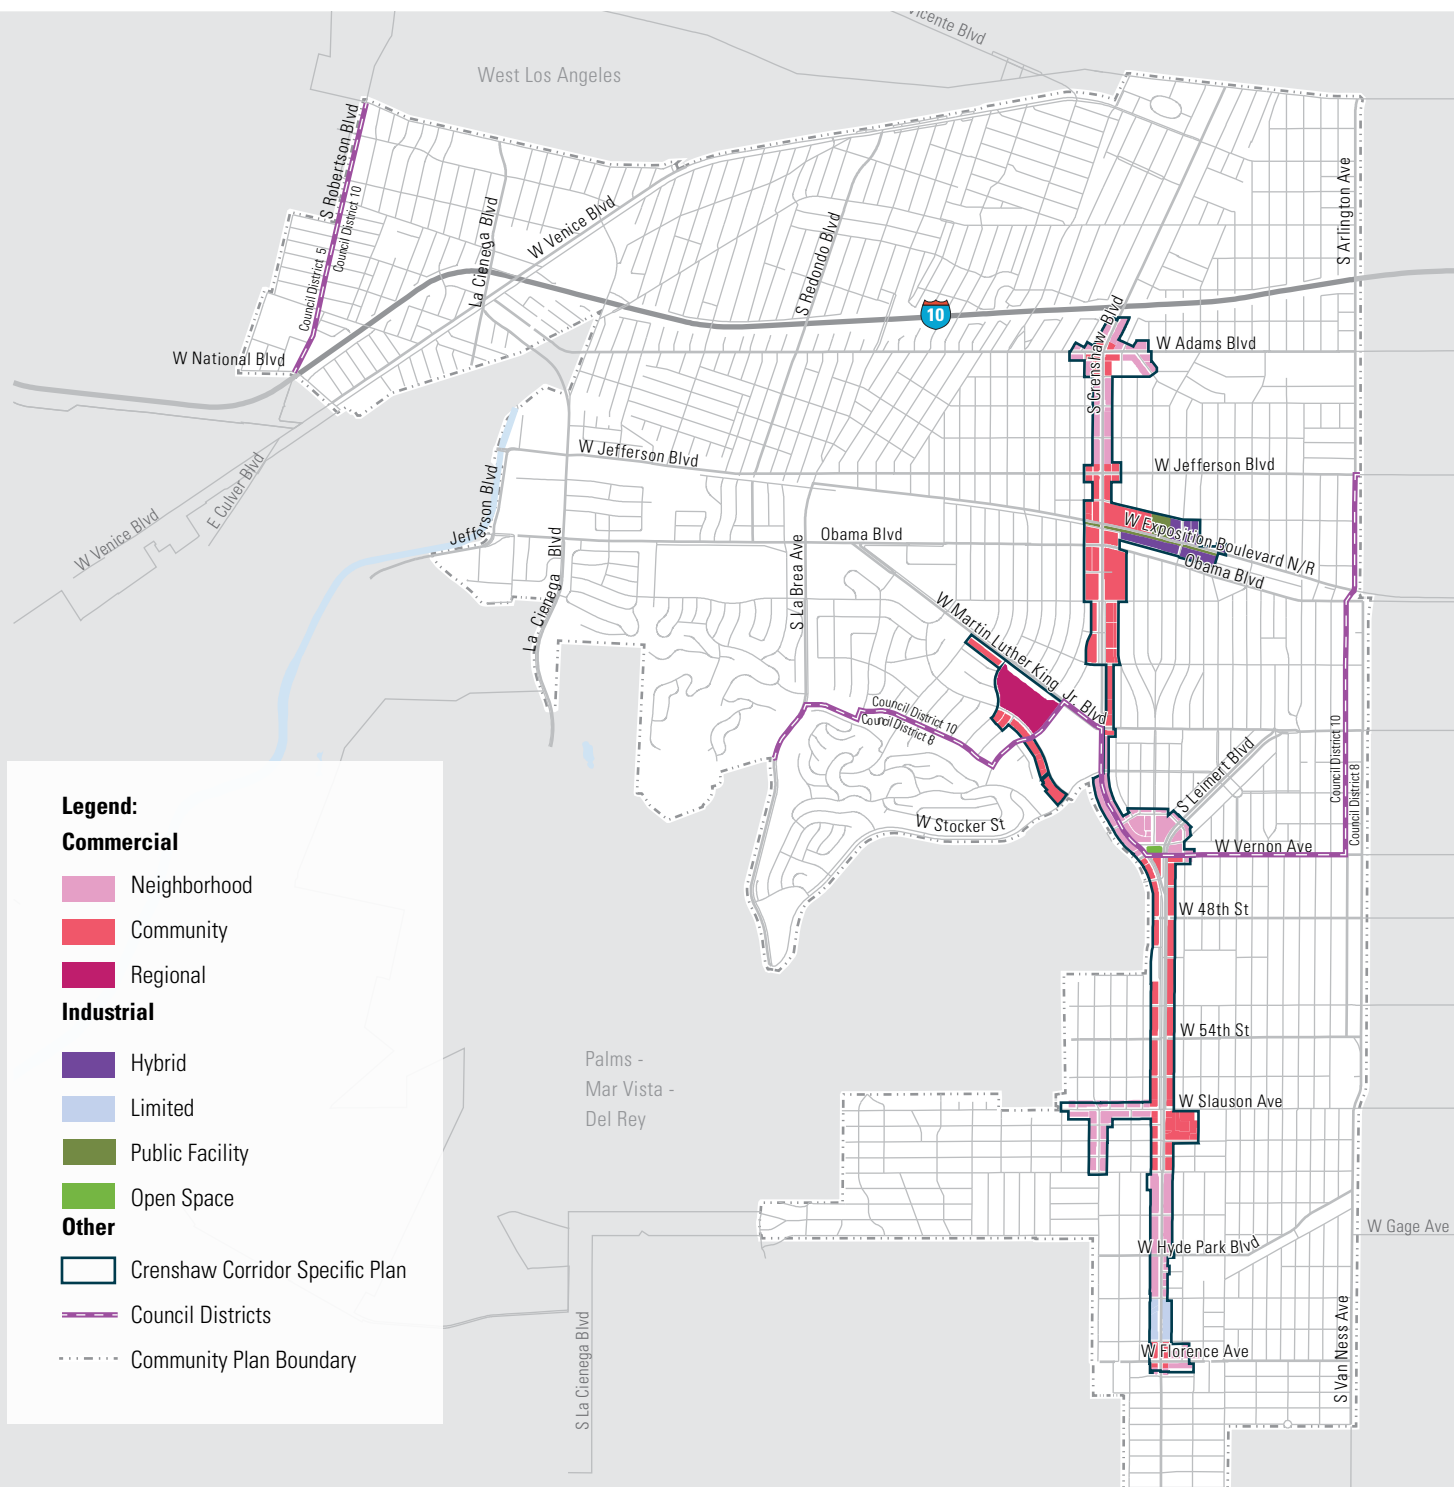 Vicente Blvd
West Los Angeles
S Robertson Blvd
Council District 10
Council District 5
La Cienega Blvd
W Venice Blvd
S Redondo Blvd
S Arlington Ave
10
W National Blvd
S Crenshaw Blvd
W Adams Blvd
W Jefferson Blvd
W Jefferson Blvd
E Culver Blvd
W Venice Blvd
Jefferson Blvd
La Cienega Blvd
Obama Blvd
S La Brea Ave
W Exposition Boulevard N/R
Obama Blvd
W Martin Luther King Jr. Blvd
Council District 10
Council District 8
S Leimert Blvd
Council District 10
Council District 8
W Stocker St
W Vernon Ave
W 48th St
W 54th St
Palms -
Mar Vista -
Del Rey
W Slauson Ave
W Gage Ave
W Hyde Park Blvd
W Florence Ave
S Van Ness Ave
S La Cienega Blvd
Legend:
Commercial
Neighborhood
Community
Regional
Industrial
Hybrid
Limited
Public Facility
Open Space
Other
Crenshaw Corridor Specific Plan
Council Districts
Community Plan Boundary